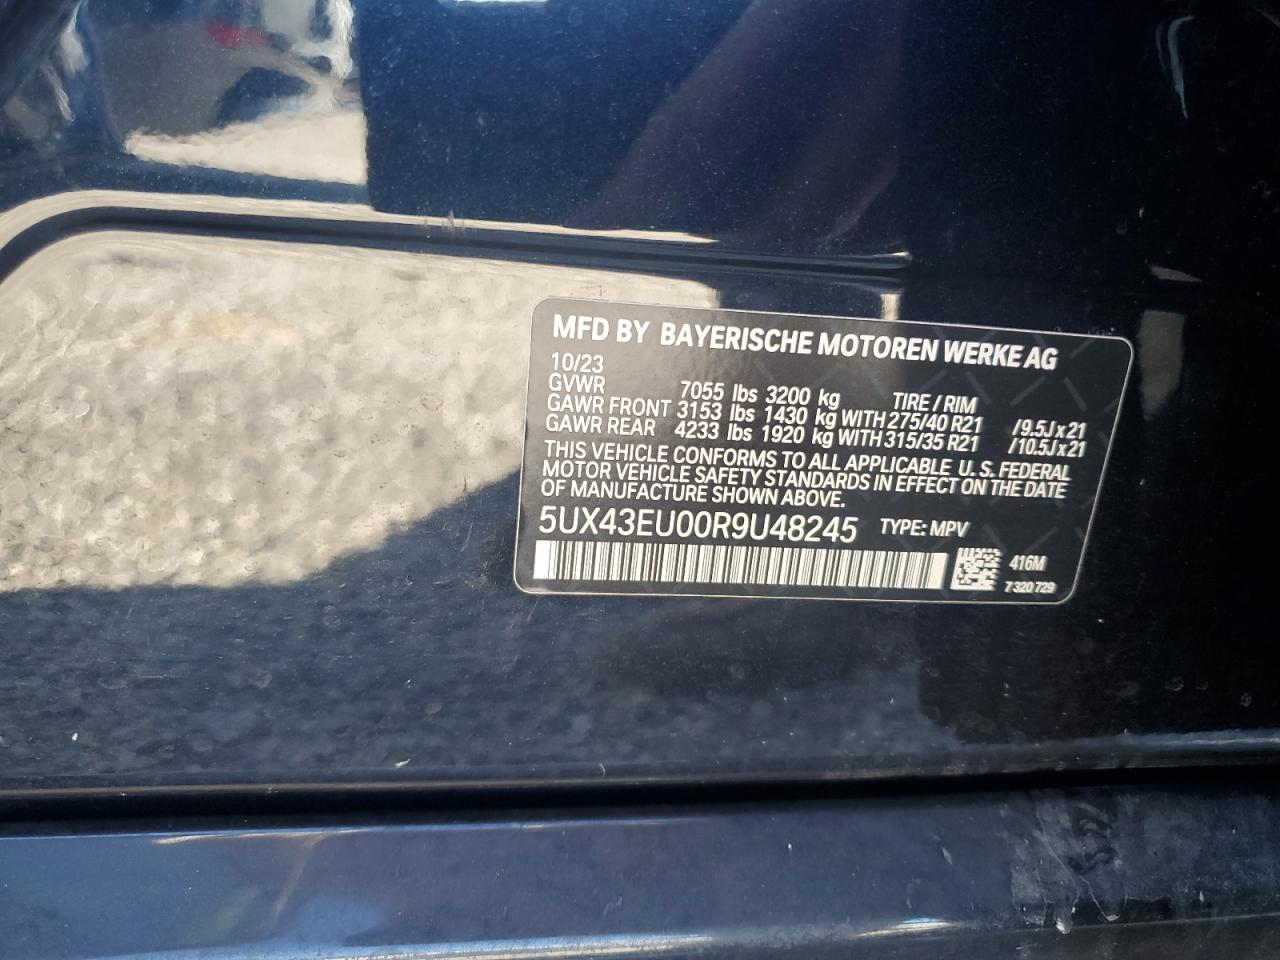 MFD BY BAYERISCHE MOTOREN WERKE AG
10/23
GVWR 7055 lbs 3200 kg TIRE / RIM
GAWR FRONT 3153 lbs 1430 kg WITH 275/40 R21 /9.5J x 21
GAWR REAR 4233 lbs 1920 kg WITH 315/35 R21 /10.5J x 21
THIS VEHICLE CONFORMS TO ALL APPLICABLE U.S. FEDERAL
MOTOR VEHICLE SAFETY STANDARDS IN EFFECT ON THE DATE
OF MANUFACTURE SHOWN ABOVE.
5UX43EU00R9U48245 TYPE: MPV
416M
7 320 729